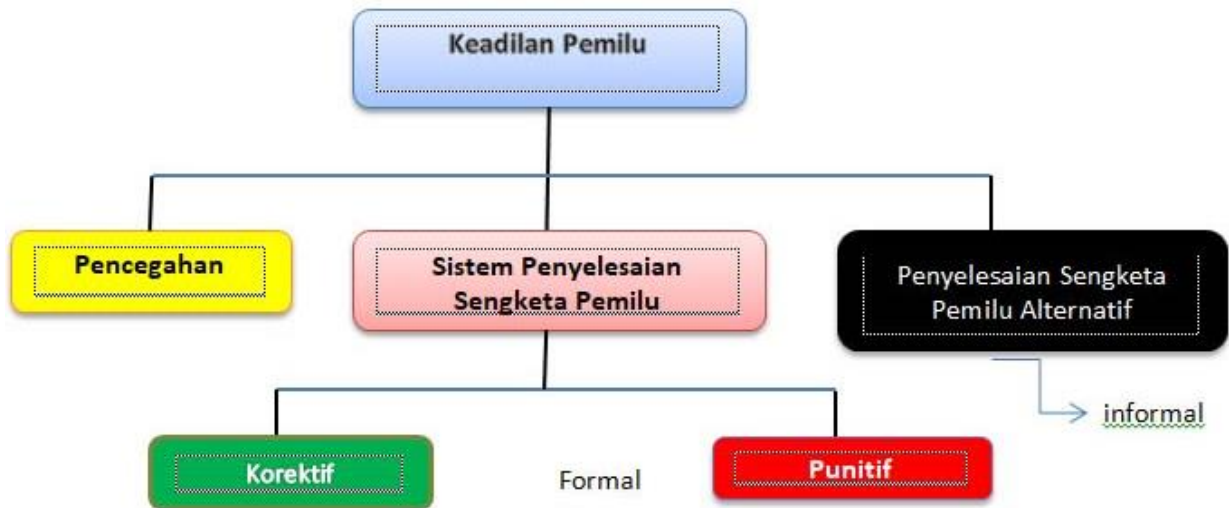 Keadilan Pemilu
Pencegahan
Sistem Penyelesaian
Sengketa Pemilu
Penyelesaian Sengketa
Pemilu Alternatif
informal
Korektif
Formal
Punitif